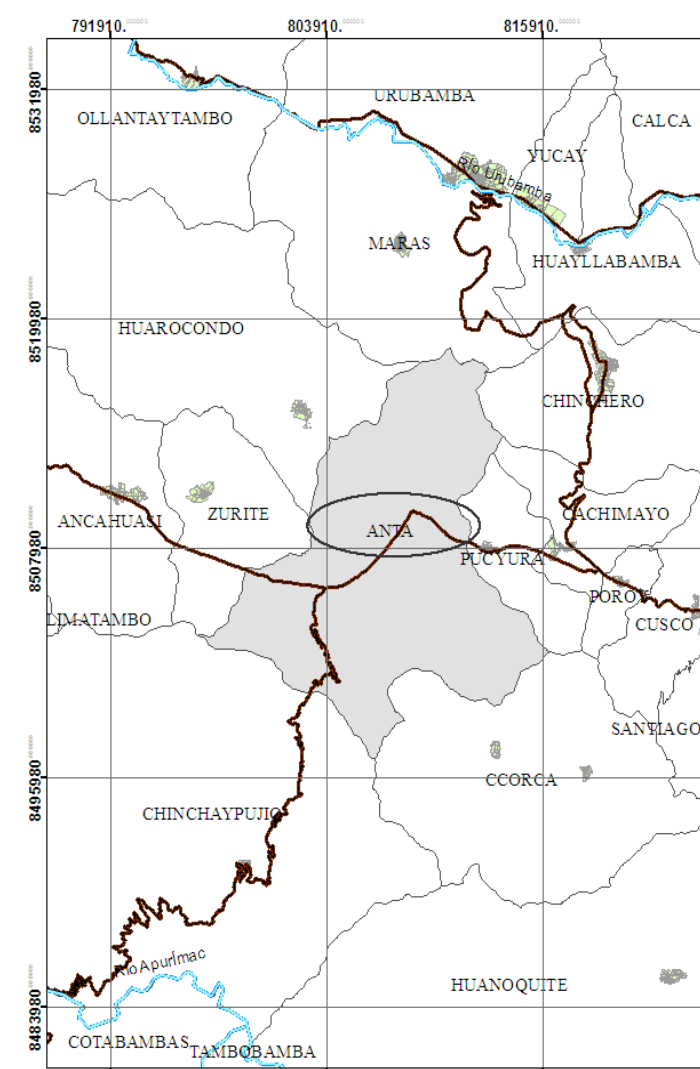 791910.
803910.
815910.
8531980
8519980
8507980
8495980
8483980
URUBAMBA
OLLANTAYTAMBO
CALCA
YUCAY
Río Urubamba
MARAS
HUAYLLABAMBA
HUAROCONDO
CHINCHERO
ZURITE
CACHIMAYO
ANCAHUASI
ANTA
PUCYURA
POROY
LIMATAMBO
CUSCO
SANTIAGO
CCORCA
CHINCHAYPUJIO
Río Apurímac
HUANOQUITE
COTABAMBAS
TAMBOBAMBA